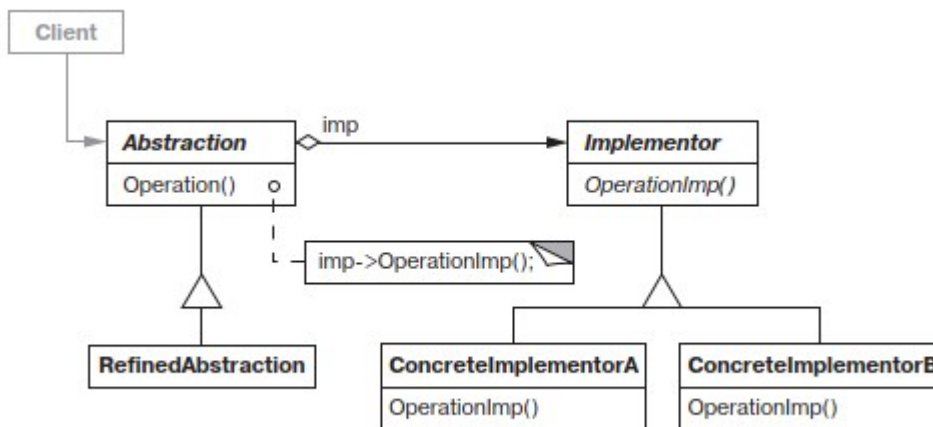 Client
imp
Abstraction
Implementor
Operation()
OperationImp()
imp->OperationImp();
RefinedAbstraction
ConcreteImplementorA
ConcreteImplementorB
OperationImp()
OperationImp()